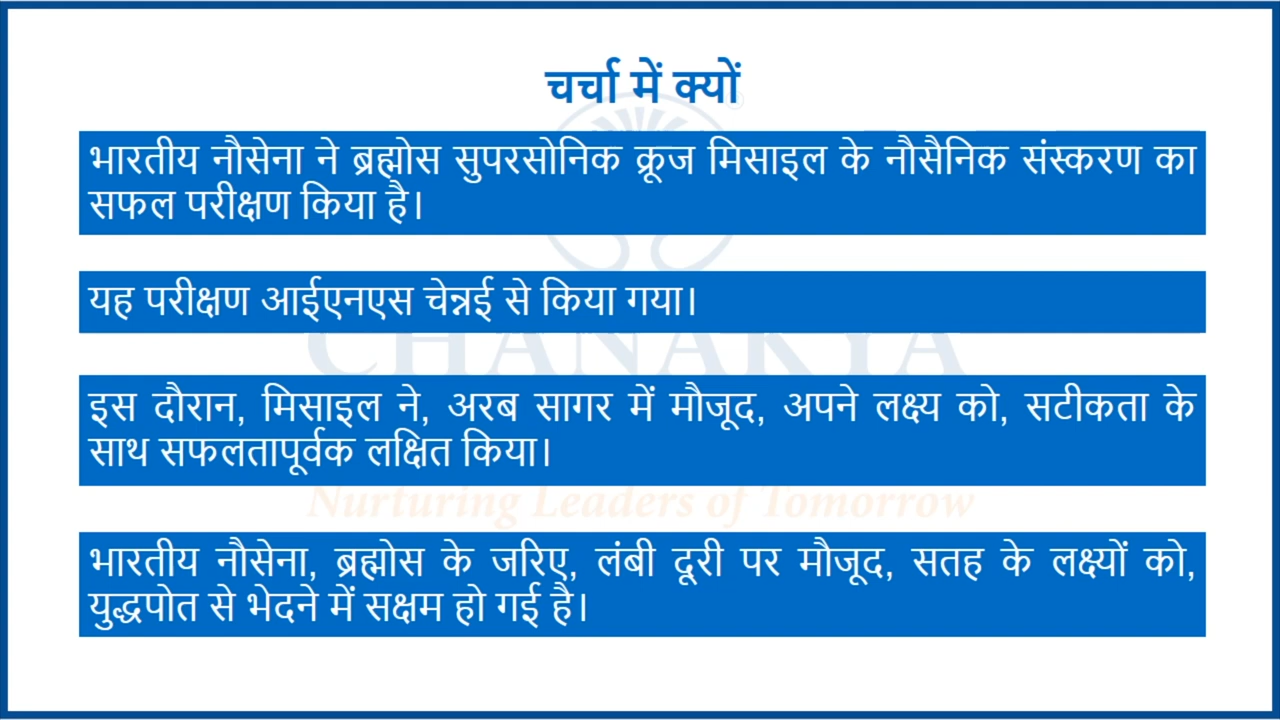 चर्चा में क्यों
भारतीय नौसेना ने ब्रह्मोस सुपरसोनिक क्रूज मिसाइल के नौसैनिक संस्करण का
सफल परीक्षण किया है।
यह परीक्षण आईएनएस चेन्नई से किया गया।
CHANAKYA
इस दौरान, मिसाइल ने, अरब सागर में मौजूद, अपने लक्ष्य को, सटीकता के
साथ सफलतापूर्वक लक्षित किया।
Nurturing Leaders of Tomorrow
भारतीय नौसेना, ब्रह्मोस के जरिए, लंबी दूरी पर मौजूद, सतह के लक्ष्यों को,
युद्धपोत से भेदने में सक्षम हो गई है।